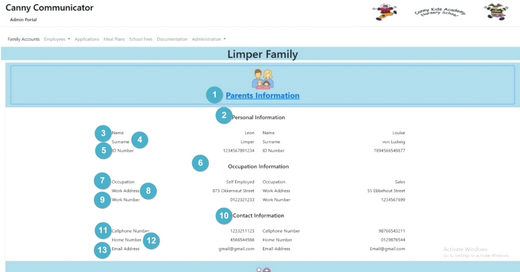 Canny Communicator
Admin Portal
Canny Kids Academy
Nursery School
Family Accounts Employees Applications Meal Plans School Fees Documentation Administration
Limper Family
1 Parents Information
2 Personal Information
3 Name Leon Name Louise
4 Surname Limper Surname von Ludwig
5 ID Number 1234567891234 ID Number 7894566549877
6 Occupation Information
7 Occupation Self Employed Occupation Sales
8 Work Address 873 Okkernout Street Work Address 55 Ebbehout Street
9 Work Number 0122321233 Work Number 1234567899
10 Contact Information
11 Cellphone Number 1233211123 Cellphone Number 98766543211
12 Home Number 4566544566 Home Number 0129876544
13 Email Address gmail@gmail.com Email Address Email@gmail.com
Activate Windows
Go to Settings to activate Windows.